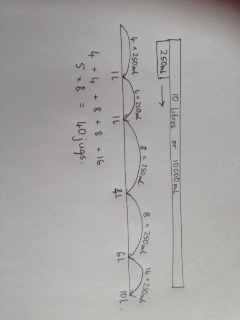 10 litres or 10000ml
250ml
4 x 250ml
4 x 250ml
8 x 250ml
8 x 250ml
16 x 250ml
1L
1L
4L
6L
10L
4 + 4 + 8 + 8 + 16
5 x 8 = 40 jugs.